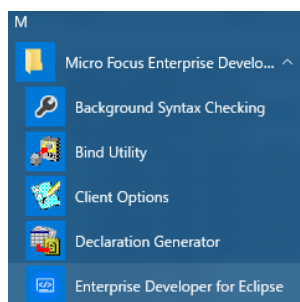 M
Micro Focus Enterprise Develo...
Background Syntax Checking
Bind Utility
Client Options
Declaration Generator
Enterprise Developer for Eclipse